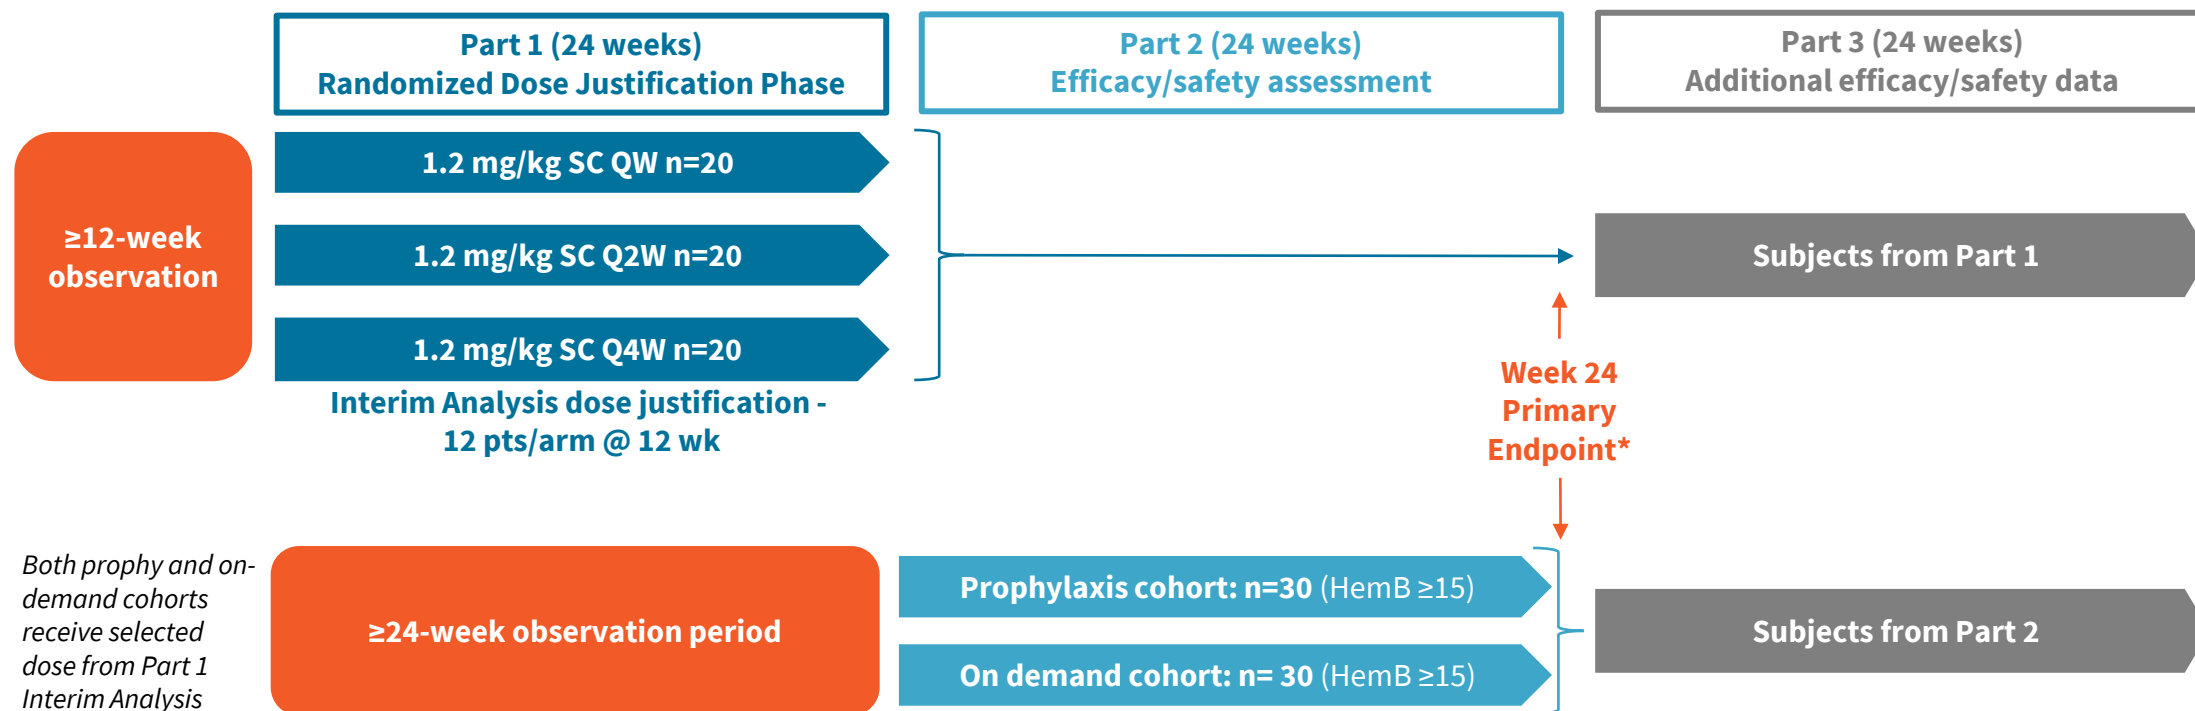 Part 1 (24 weeks)
Randomized Dose Justification Phase
Part 2 (24 weeks)
Efficacy/safety assessment
Part 3 (24 weeks)
Additional efficacy/safety data
≥12-week
observation
1.2 mg/kg SC QW n=20
1.2 mg/kg SC Q2W n=20
1.2 mg/kg SC Q4W n=20
Interim Analysis dose justification -
12 pts/arm @ 12 wk
Subjects from Part 1
Week 24
Primary
Endpoint*
Both prophy and on-
demand cohorts
receive selected
dose from Part 1
Interim Analysis
≥24-week observation period
Prophylaxis cohort: n=30 (HemB ≥15)
On demand cohort: n= 30 (HemB ≥15)
Subjects from Part 2